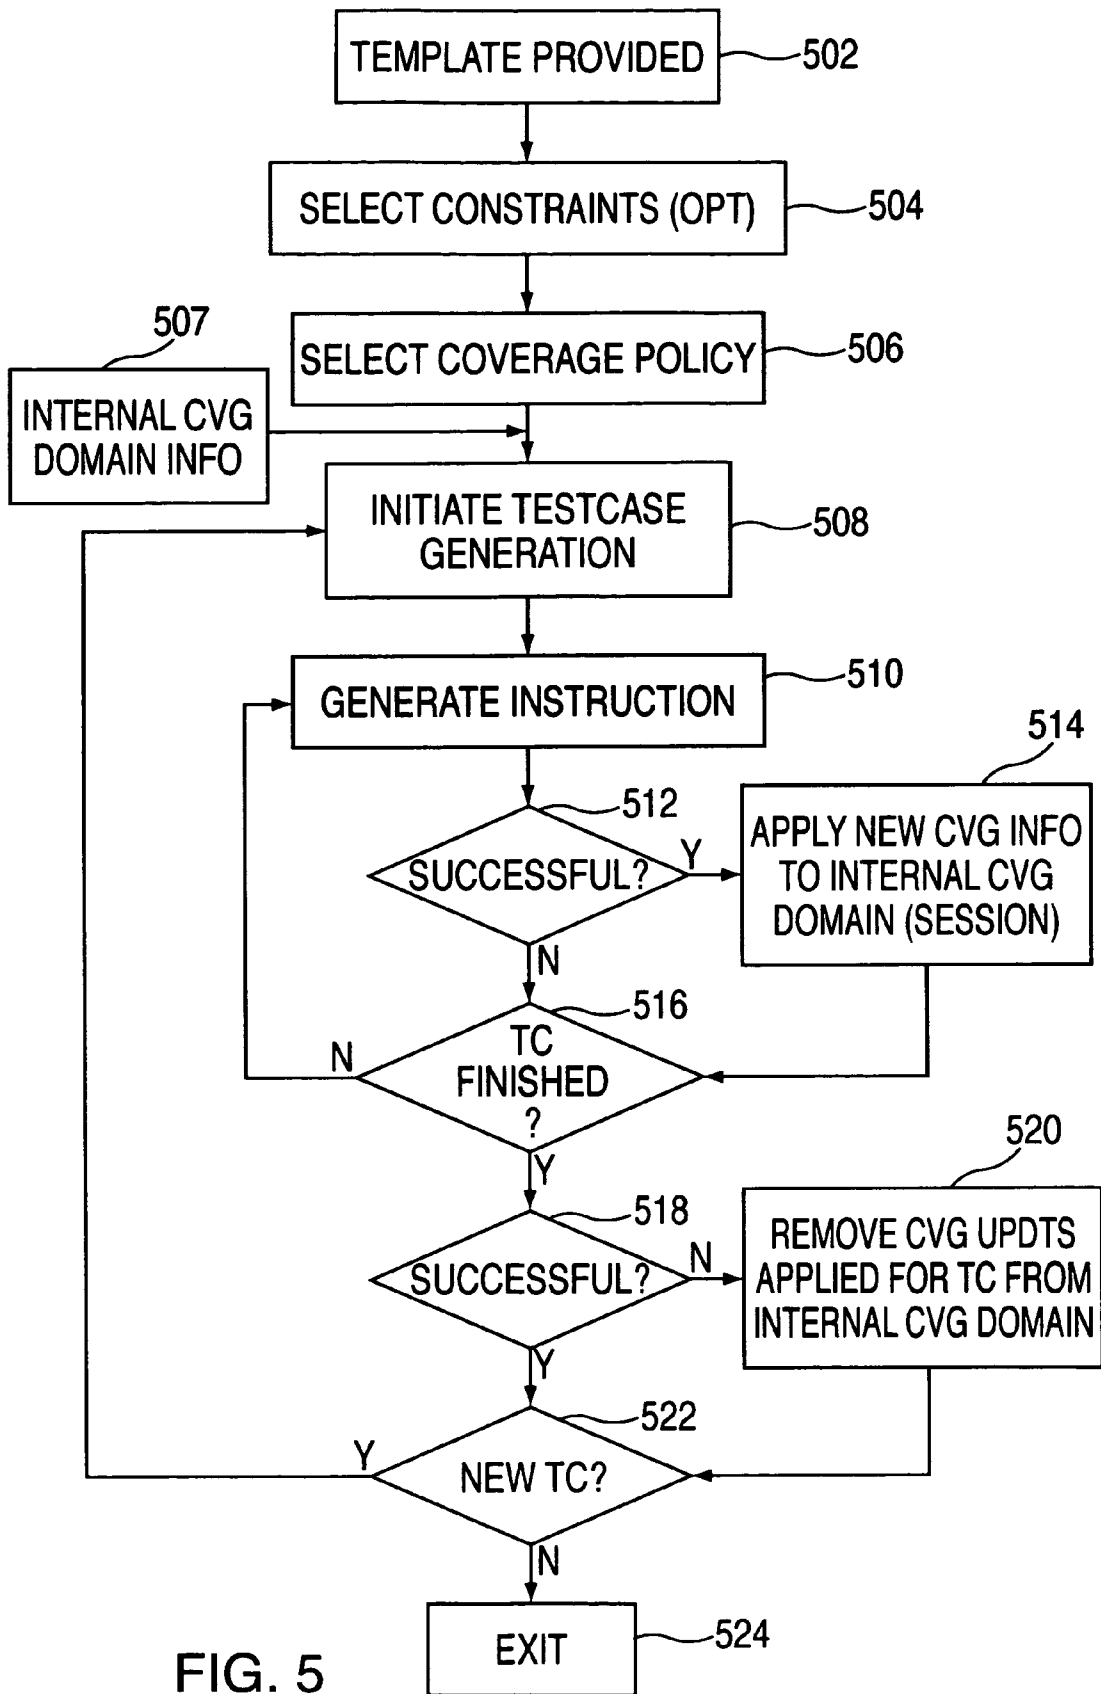 TEMPLATE PROVIDED
502
SELECT CONSTRAINTS (OPT)
504
507
SELECT COVERAGE POLICY
506
INTERNAL CVG
DOMAIN INFO
INITIATE TESTCASE
GENERATION
508
GENERATE INSTRUCTION
510
512
SUCCESSFUL?
Y
N
514
APPLY NEW CVG INFO
TO INTERNAL CVG
DOMAIN (SESSION)
516
TC
FINISHED
?
N
Y
518
SUCCESSFUL?
N
Y
520
REMOVE CVG UPDTS
APPLIED FOR TC FROM
INTERNAL CVG DOMAIN
522
NEW TC?
Y
N
EXIT
524
FIG. 5